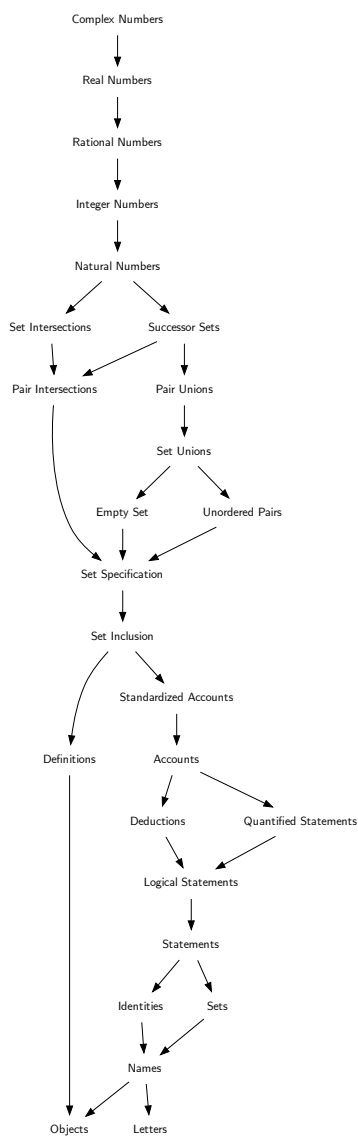 Complex Numbers
Real Numbers
Rational Numbers
Integer Numbers
Natural Numbers
Set Intersections
Successor Sets
Pair Intersections
Pair Unions
Set Unions
Empty Set
Unordered Pairs
Set Specification
Set Inclusion
Standardized Accounts
Definitions
Accounts
Deductions
Quantified Statements
Logical Statements
Statements
Identities
Sets
Names
Objects
Letters